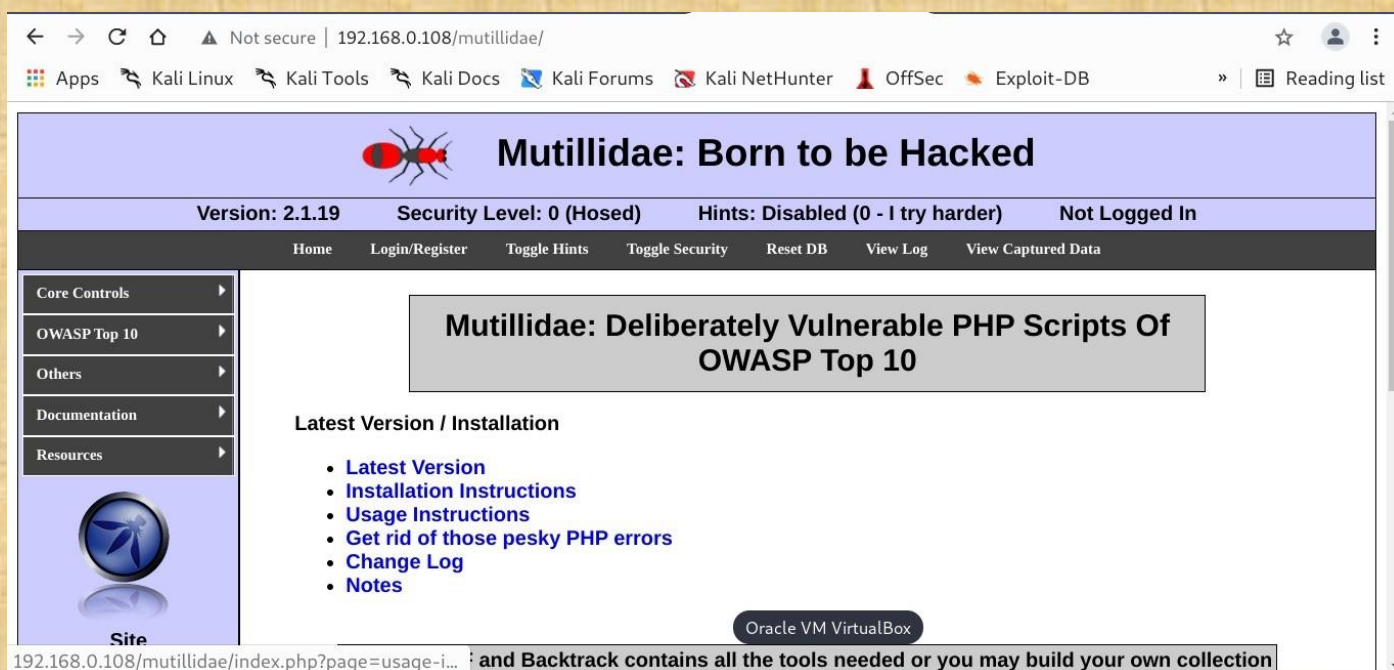 Not secure | 192.168.0.108/mutillidae/
Apps Kali Linux Kali Tools Kali Docs Kali Forums Kali NetHunter OffSec Exploit-DB » Reading list
Mutillidae: Born to be Hacked
Version: 2.1.19 Security Level: 0 (Hosed) Hints: Disabled (0 - I try harder) Not Logged In
Home Login/Register Toggle Hints Toggle Security Reset DB View Log View Captured Data
Core Controls
OWASP Top 10
Others
Documentation
Resources
Site
Mutillidae: Deliberately Vulnerable PHP Scripts Of
OWASP Top 10
Latest Version / Installation
• Latest Version
• Installation Instructions
• Usage Instructions
• Get rid of those pesky PHP errors
• Change Log
• Notes
Oracle VM VirtualBox
192.168.0.108/mutillidae/index.php?page=usage-i... and Backtrack contains all the tools needed or you may build your own collection